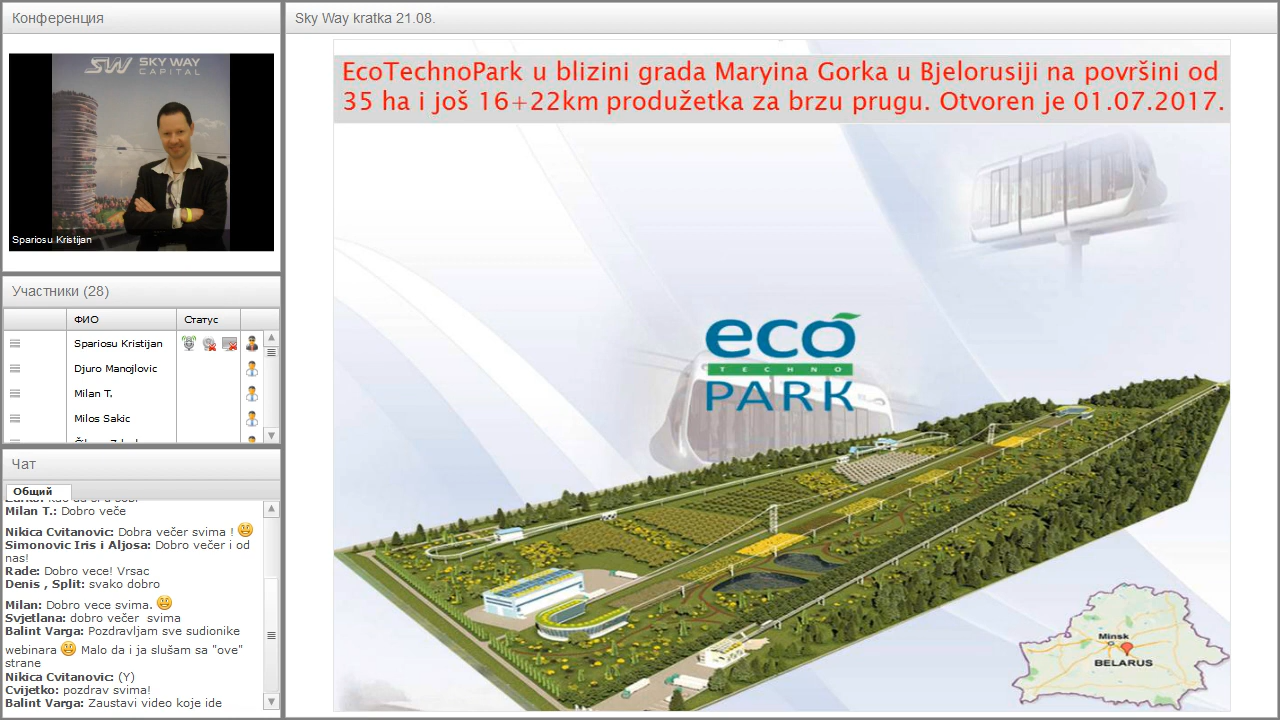 Конференция
SW SKY WAY
CAPITAL
Spariosu Kristijan
Участники (28)
ФИО Статус
Spariosu Kristijan
Djuro Manojlovic
Milan T.
Milos Sakic
Чат
Общий
Milan T.: Dobro veče
Nikica Cvitanovic: Dobra večer svima !
Simonovic Iris i Aljosa: Dobro večer i od
nas!
Rade: Dobro vece! Vrsac
Denis , Split: svako dobro
Milan: Dobro vece svima.
Svjetlana: dobro večer svima
Balint Varga: Pozdravljam sve sudionike
webinara Malo da i ja slušam sa "ove"
strane
Nikica Cvitanovic: (Y)
Cvijetko: pozdrav svima!
Balint Varga: Zaustavi video koje ide
Sky Way kratka 21.08.
EcoTechnoPark u blizini grada Maryina Gorka u Bjelorusiji na površini od
35 ha i još 16+22km produžetka za brzu prugu. Otvoren je 01.07.2017.
eco
TECHNO
PARK
Minsk
BELARUS